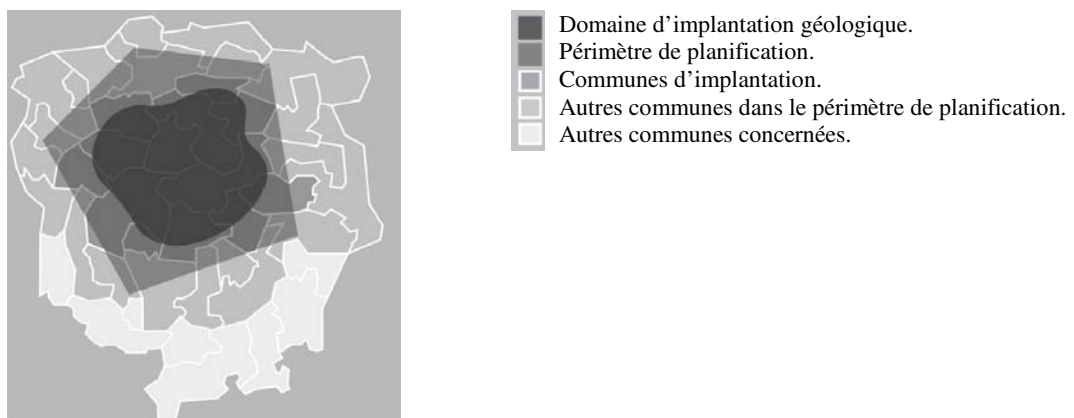 Domaine d'implantation géologique.
Périmètre de planification.
Communes d'implantation.
Autres communes dans le périmètre de planification.
Autres communes concernées.